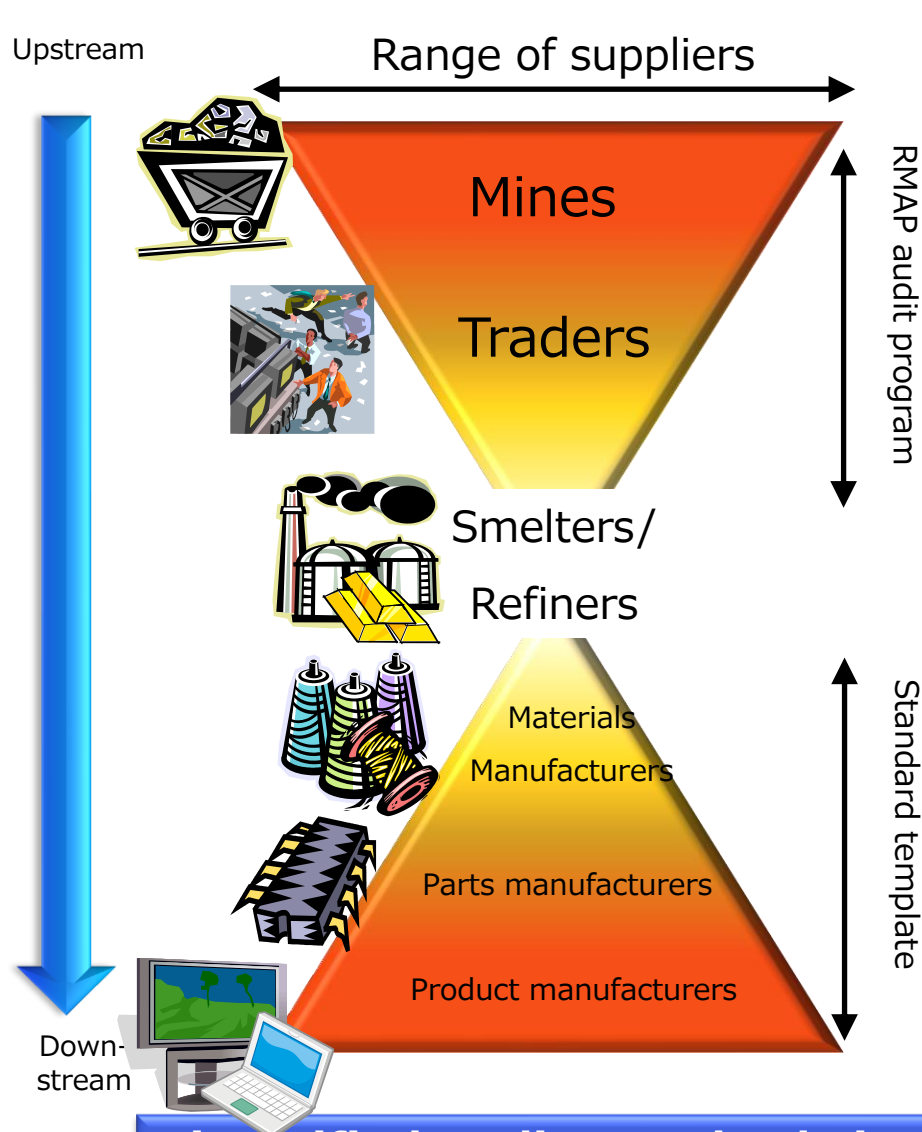 Upstream
Range of suppliers
Mines
RMAP audit program
Traders
Smelters/
Refiners
Materials
Manufacturers
Standard template
Parts manufacturers
Product manufacturers
Down-
stream